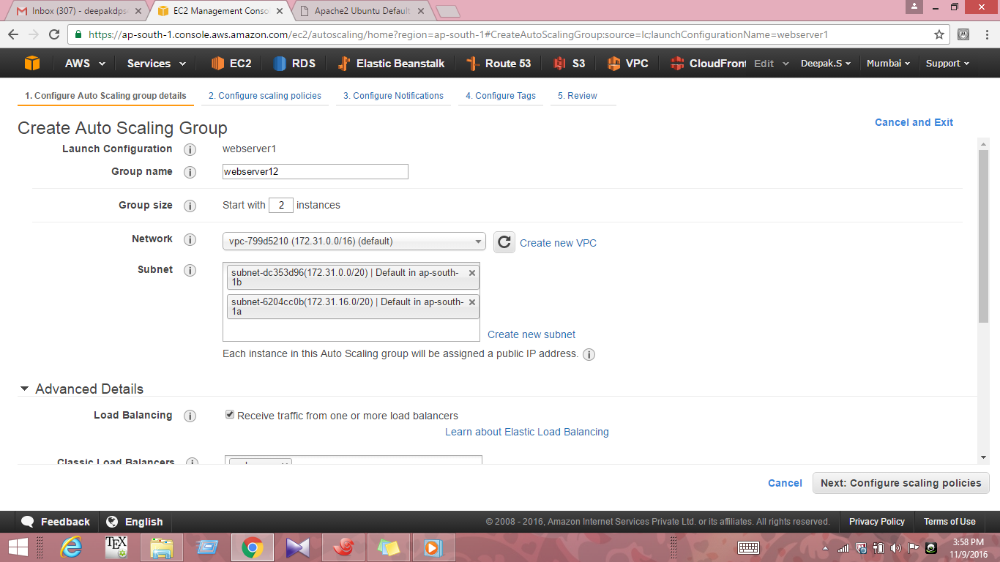 Inbox (307) - deepakdps
EC2 Management Conso
Apache2 Ubuntu Default
https://ap-south-1.console.aws.amazon.com/ec2/autoscaling/home?region=ap-south-1#CreateAutoScalingGroup:source=lc;launchConfigurationName=webserver1
AWS Services EC2 RDS Elastic Beanstalk Route 53 S3 VPC CloudFront Edit Deepak.S Mumbai Support
1. Configure Auto Scaling group details 2. Configure scaling policies 3. Configure Notifications 4. Configure Tags 5. Review
Create Auto Scaling Group
Cancel and Exit
Launch Configuration webserver1
Group name webserver12
Group size Start with 2 instances
Network vpc-799d5210 (172.31.0.0/16) (default) Create new VPC
Subnet subnet-dc353d96(172.31.0.0/20) | Default in ap-south-
1b
subnet-6204cc0b(172.31.16.0/20) | Default in ap-south-
1a
Create new subnet
Each instance in this Auto Scaling group will be assigned a public IP address.
Advanced Details
Load Balancing Receive traffic from one or more load balancers
Learn about Elastic Load Balancing
Classic Load Balancers
Cancel Next: Configure scaling policies
Feedback English © 2008 - 2016, Amazon Internet Services Private Ltd. or its affiliates. All rights reserved. Privacy Policy Terms of Use
TEX
3:58 PM
11/9/2016